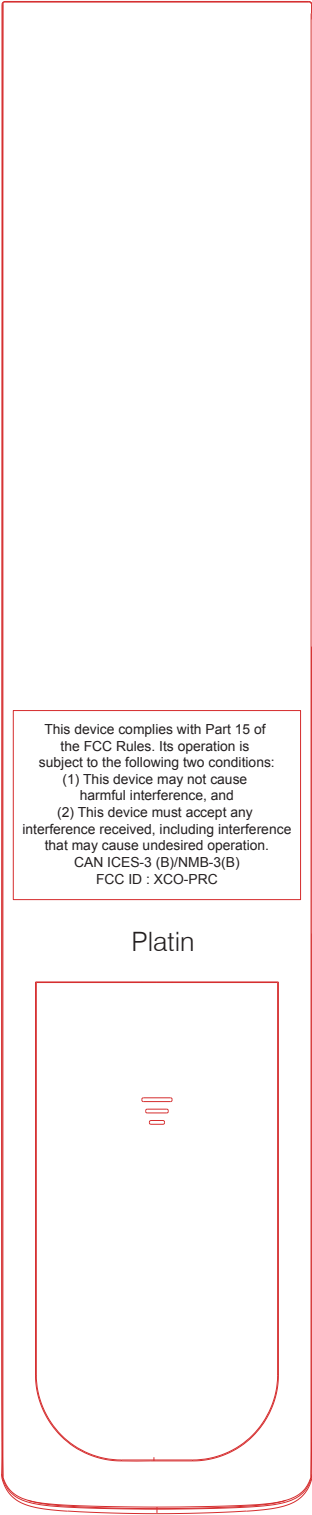 This device complies with Part 15 of
the FCC Rules. Its operation is
subject to the following two conditions:
(1) This device may not cause
harmful interference, and
(2) This device must accept any
interference received, including interference
that may cause undesired operation.
CAN ICES-3 (B)/NMB-3(B)
FCC ID : XCO-PRC
Platin